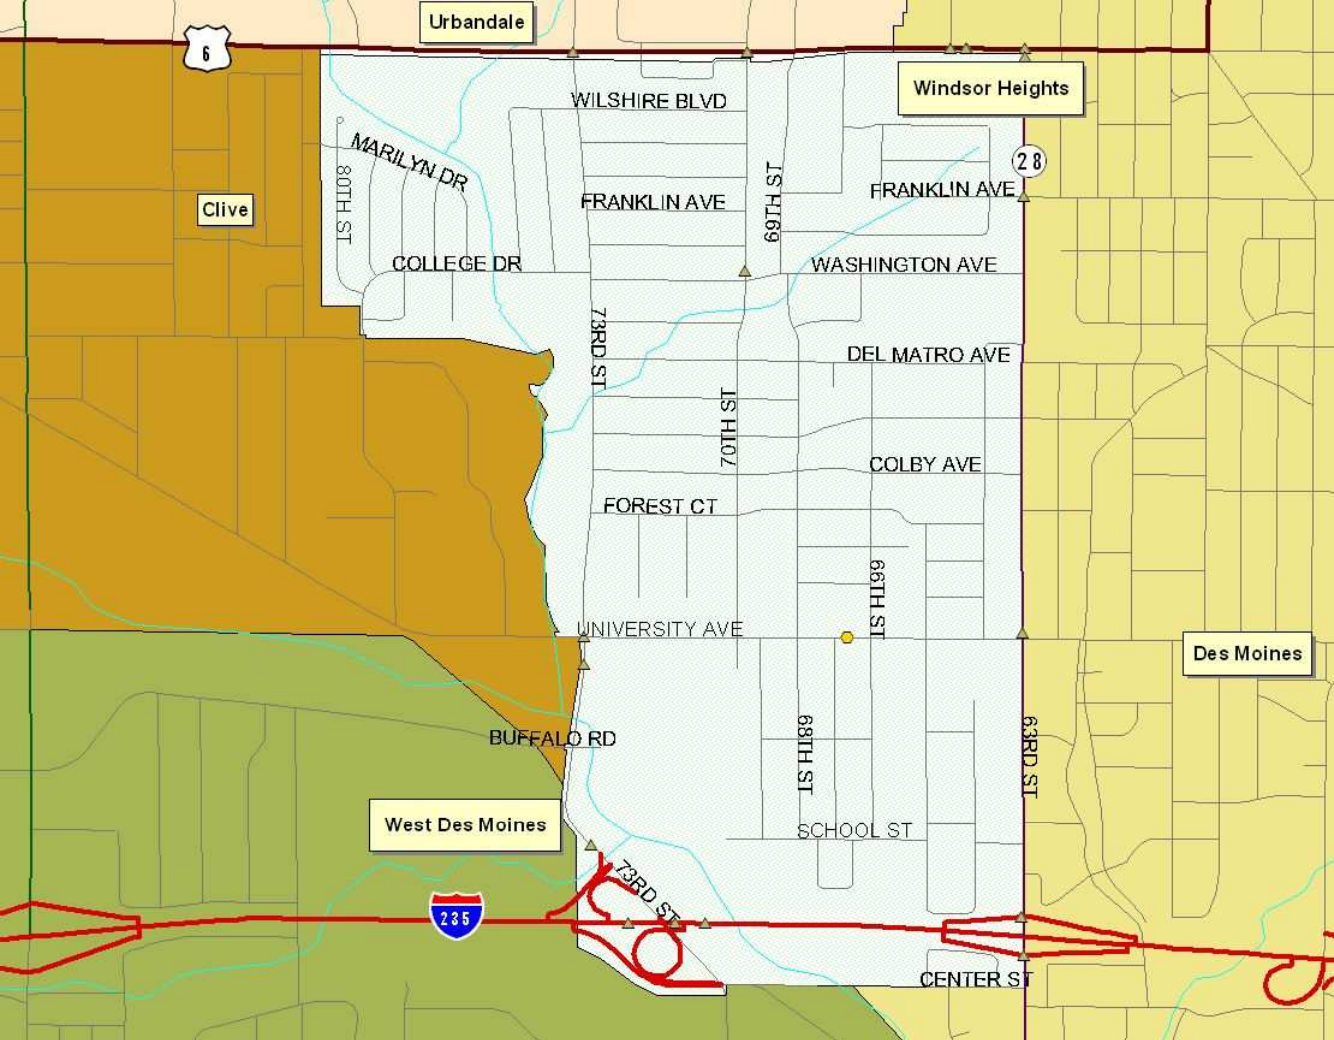 Urbandale
6
Windsor Heights
WILSHIRE BLVD
MARILYN DR
28
80TH ST
69TH ST
FRANKLIN AVE
FRANKLIN AVE
Clive
COLLEGE DR
WASHINGTON AVE
73RD ST
DEL MATRO AVE
70TH ST
COLBY AVE
FOREST CT
66TH ST
UNIVERSITY AVE
Des Moines
BUFFALO RD
68TH ST
63RD ST
West Des Moines
SCHOOL ST
73RD ST
235
CENTER ST